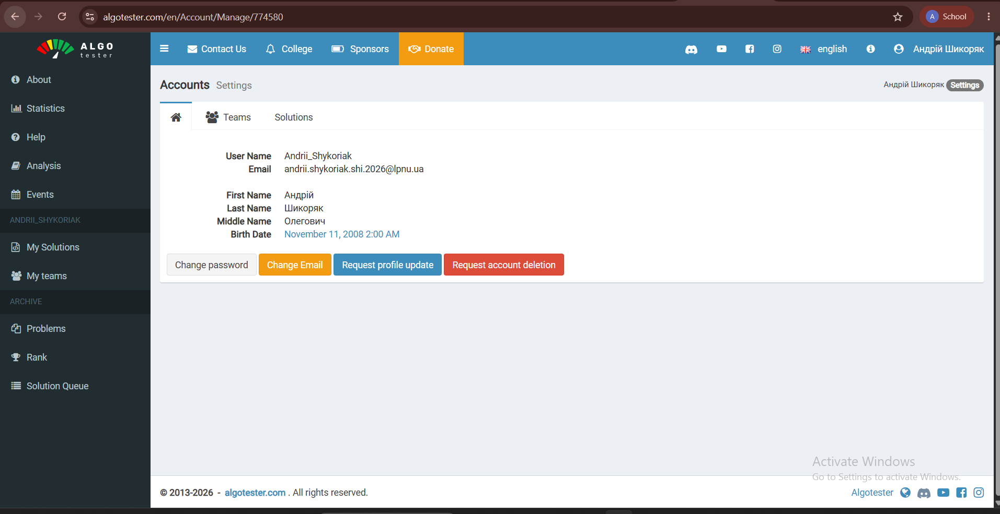 algotester.com/en/Account/Manage/774580
A School
ALGO
tester
Contact Us College Sponsors Donate english Андрій Шикоряк
About
Statistics
Help
Analysis
Events
ANDRII_SHYKORIAK
My Solutions
My teams
ARCHIVE
Problems
Rank
Solution Queue
Accounts Settings
Андрій Шикоряк Settings
Teams Solutions
User Name Andrii_Shykoriak
Email andrii.shykoriak.shi.2026@lpnu.ua
First Name Андрій
Last Name Шикоряк
Middle Name Олегович
Birth Date November 11, 2008 2:00 AM
Change password Change Email Request profile update Request account deletion
Activate Windows
Go to Settings to activate Windows.
© 2013-2026 - algotester.com . All rights reserved.
Algotester